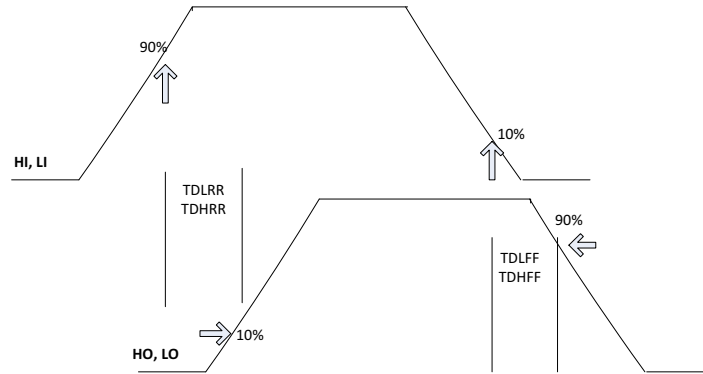 90%
10%
HI, LI
TDLRR
TDHRR
90%
TDLFF
TDHFF
10%
HO, LO